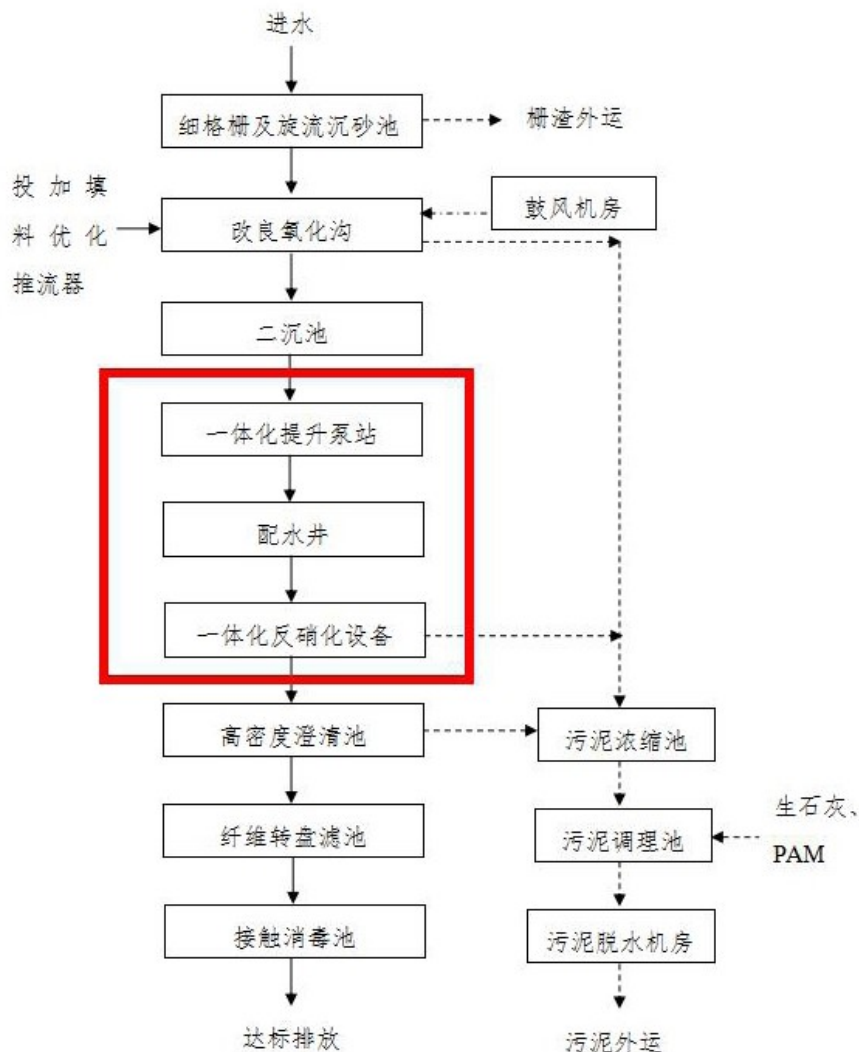 进水
细格栅及旋流沉砂池
栅渣外运
投加填
料优化
推流器
改良氧化沟
鼓风机房
二沉池
一体化提升泵站
配水井
一体化反硝化设备
高密度澄清池
污泥浓缩池
纤维转盘滤池
污泥调理池
生石灰、
PAM
接触消毒池
污泥脱水机房
达标排放
污泥外运